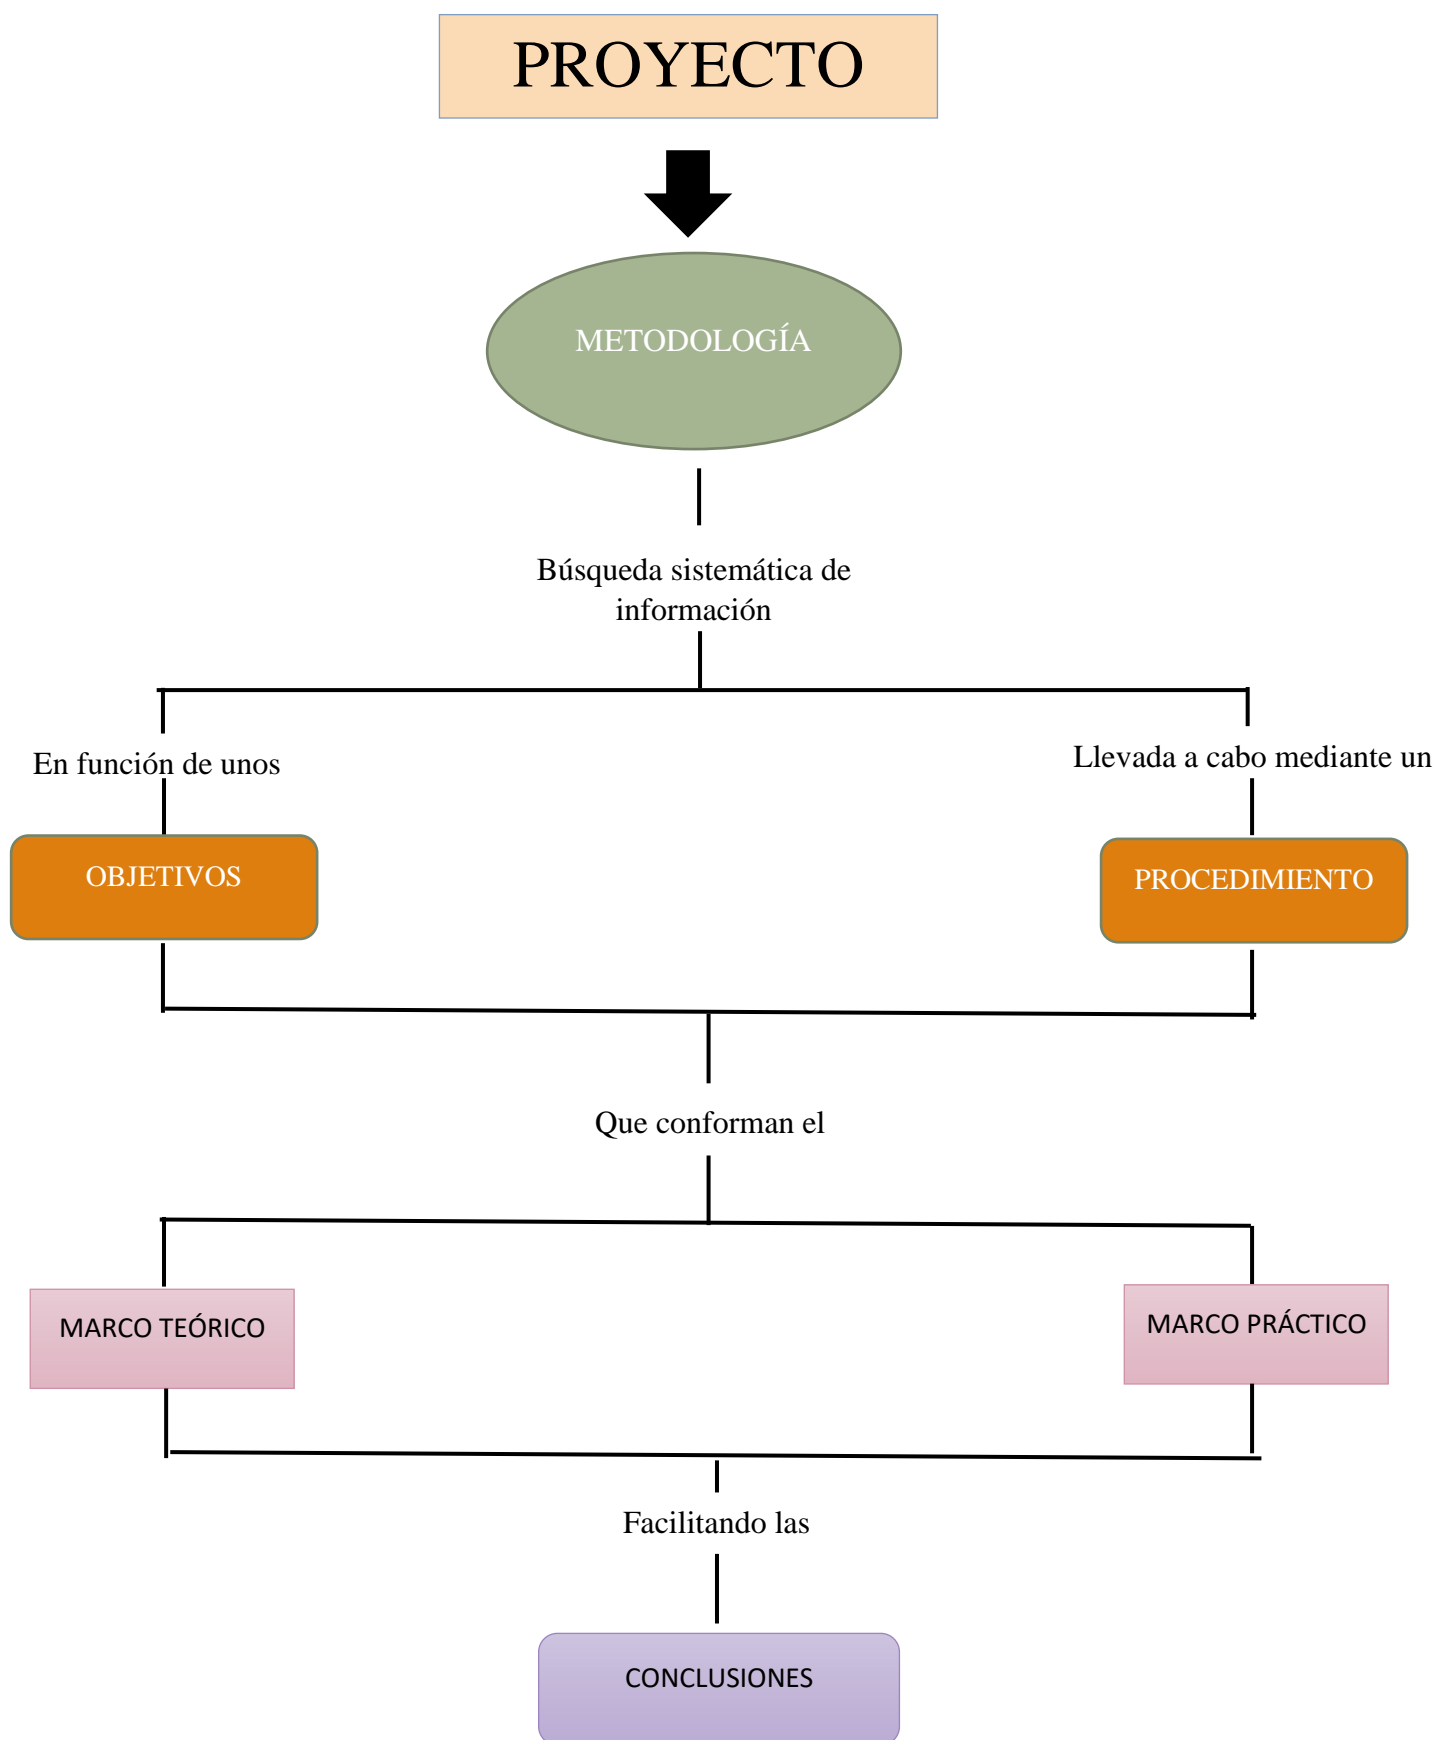 PROYECTO
METODOLOGÍA
Búsqueda sistemática de
información
En función de unos
Llevada a cabo mediante un
OBJETIVOS
PROCEDIMIENTO
Que conforman el
MARCO TEÓRICO
MARCO PRÁCTICO
Facilitando las
CONCLUSIONES